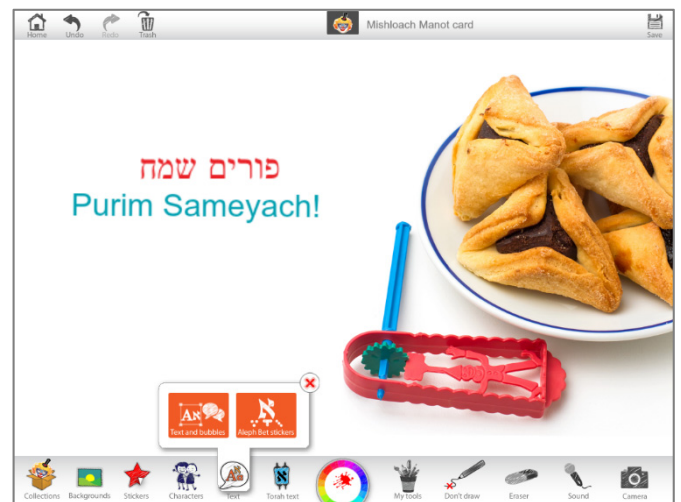 Home
Undo
Redo
Trash
Mishloach Manot card
Save
פורים שמח
Purim Sameyach!
Text and bubbles
Aleph Bet stickers
Collections
Backgrounds
Stickers
Characters
Text
Torah text
My tools
Don't draw
Eraser
Sound
Camera